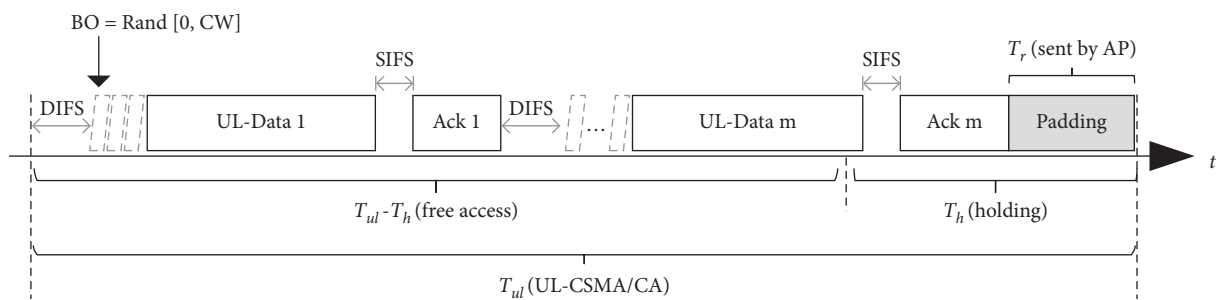 BO = Rand [0, CW]
T_r (sent by AP)
SIFS
SIFS
DIFS
UL-Data 1
Ack 1
DIFS
...
UL-Data m
Ack m
Padding
t
T_ul-T_h (free access)
T_h (holding)
T_ul (UL-CSMA/CA)